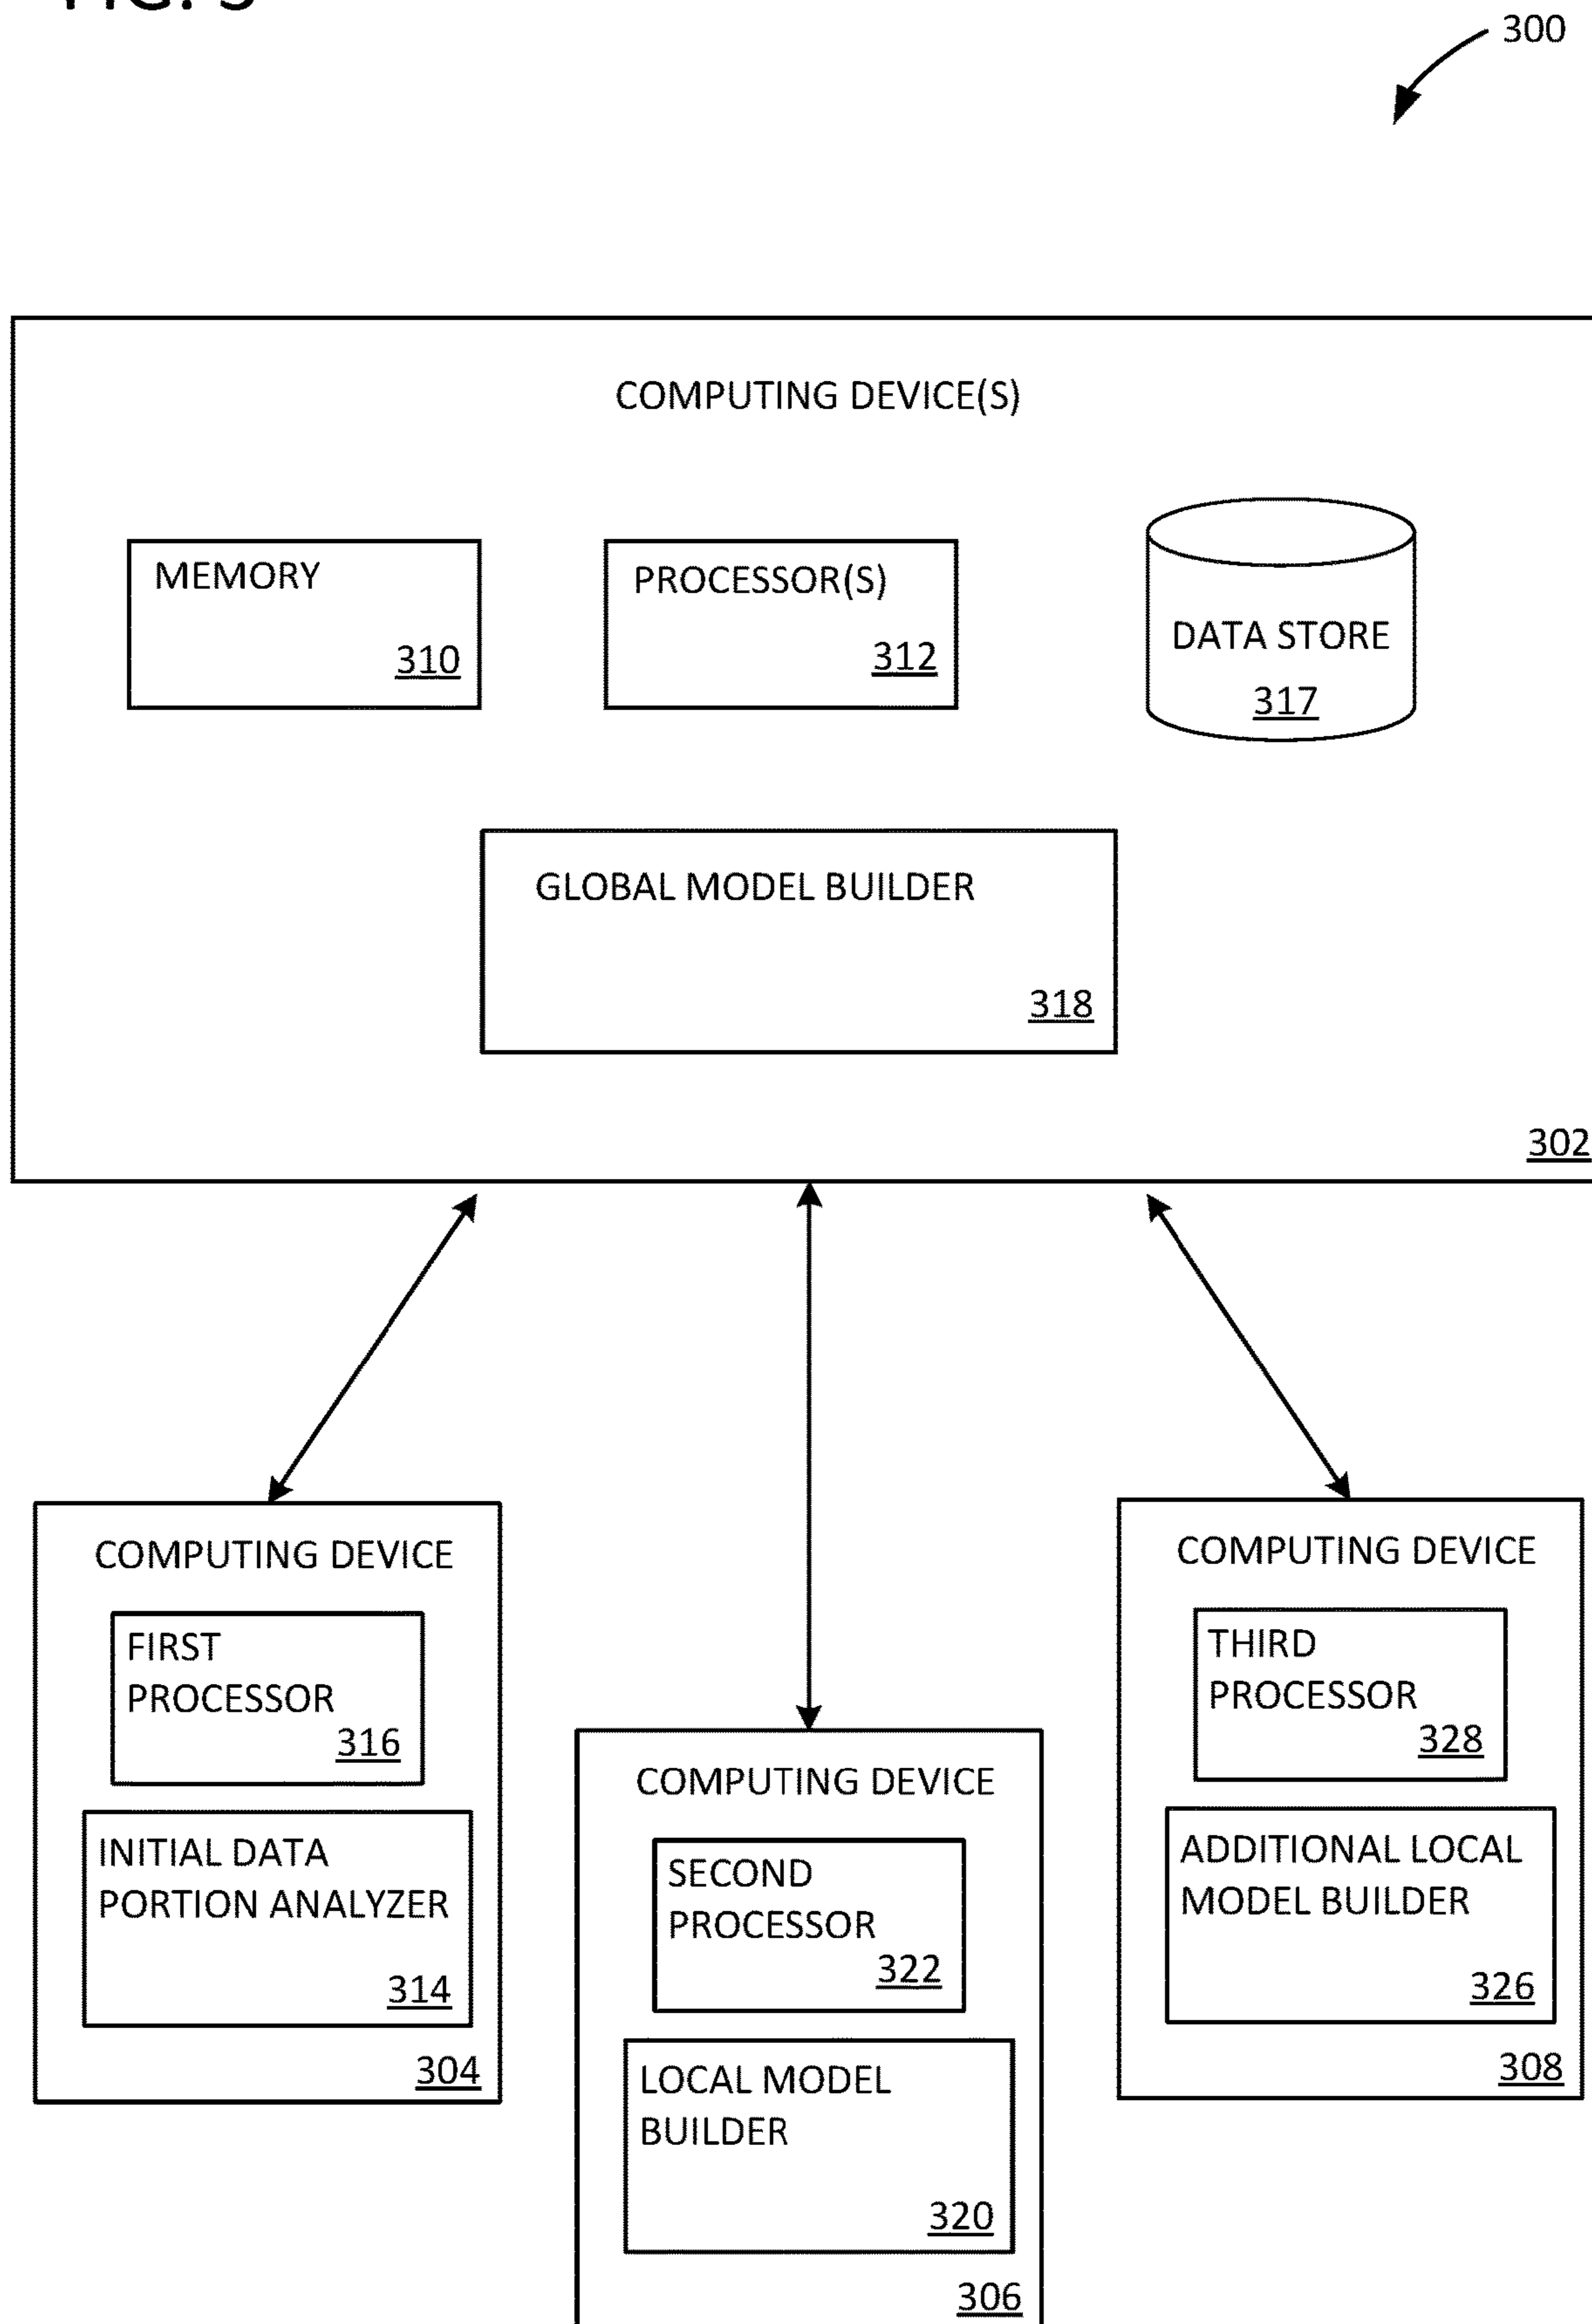 FIG. 3
300
COMPUTING DEVICE(S)
MEMORY
310
PROCESSOR(S)
312
DATA STORE
317
GLOBAL MODEL BUILDER
318
302
COMPUTING DEVICE
FIRST
PROCESSOR
316
INITIAL DATA
PORTION ANALYZER
314
304
COMPUTING DEVICE
SECOND
PROCESSOR
322
LOCAL MODEL
BUILDER
320
306
COMPUTING DEVICE
THIRD
PROCESSOR
328
ADDITIONAL LOCAL
MODEL BUILDER
326
308